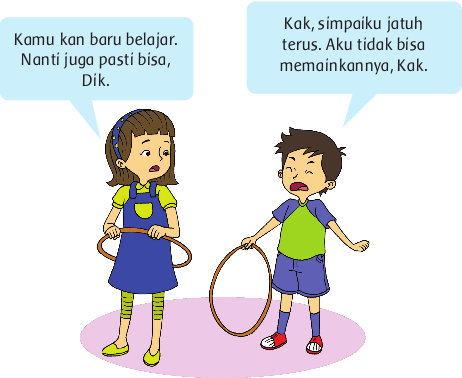 Kamu kan baru belajar.
Nanti juga pasti bisa,
Dik.
Kak, simpaiku jatuh
terus. Aku tidak bisa
memainkannya, Kak.